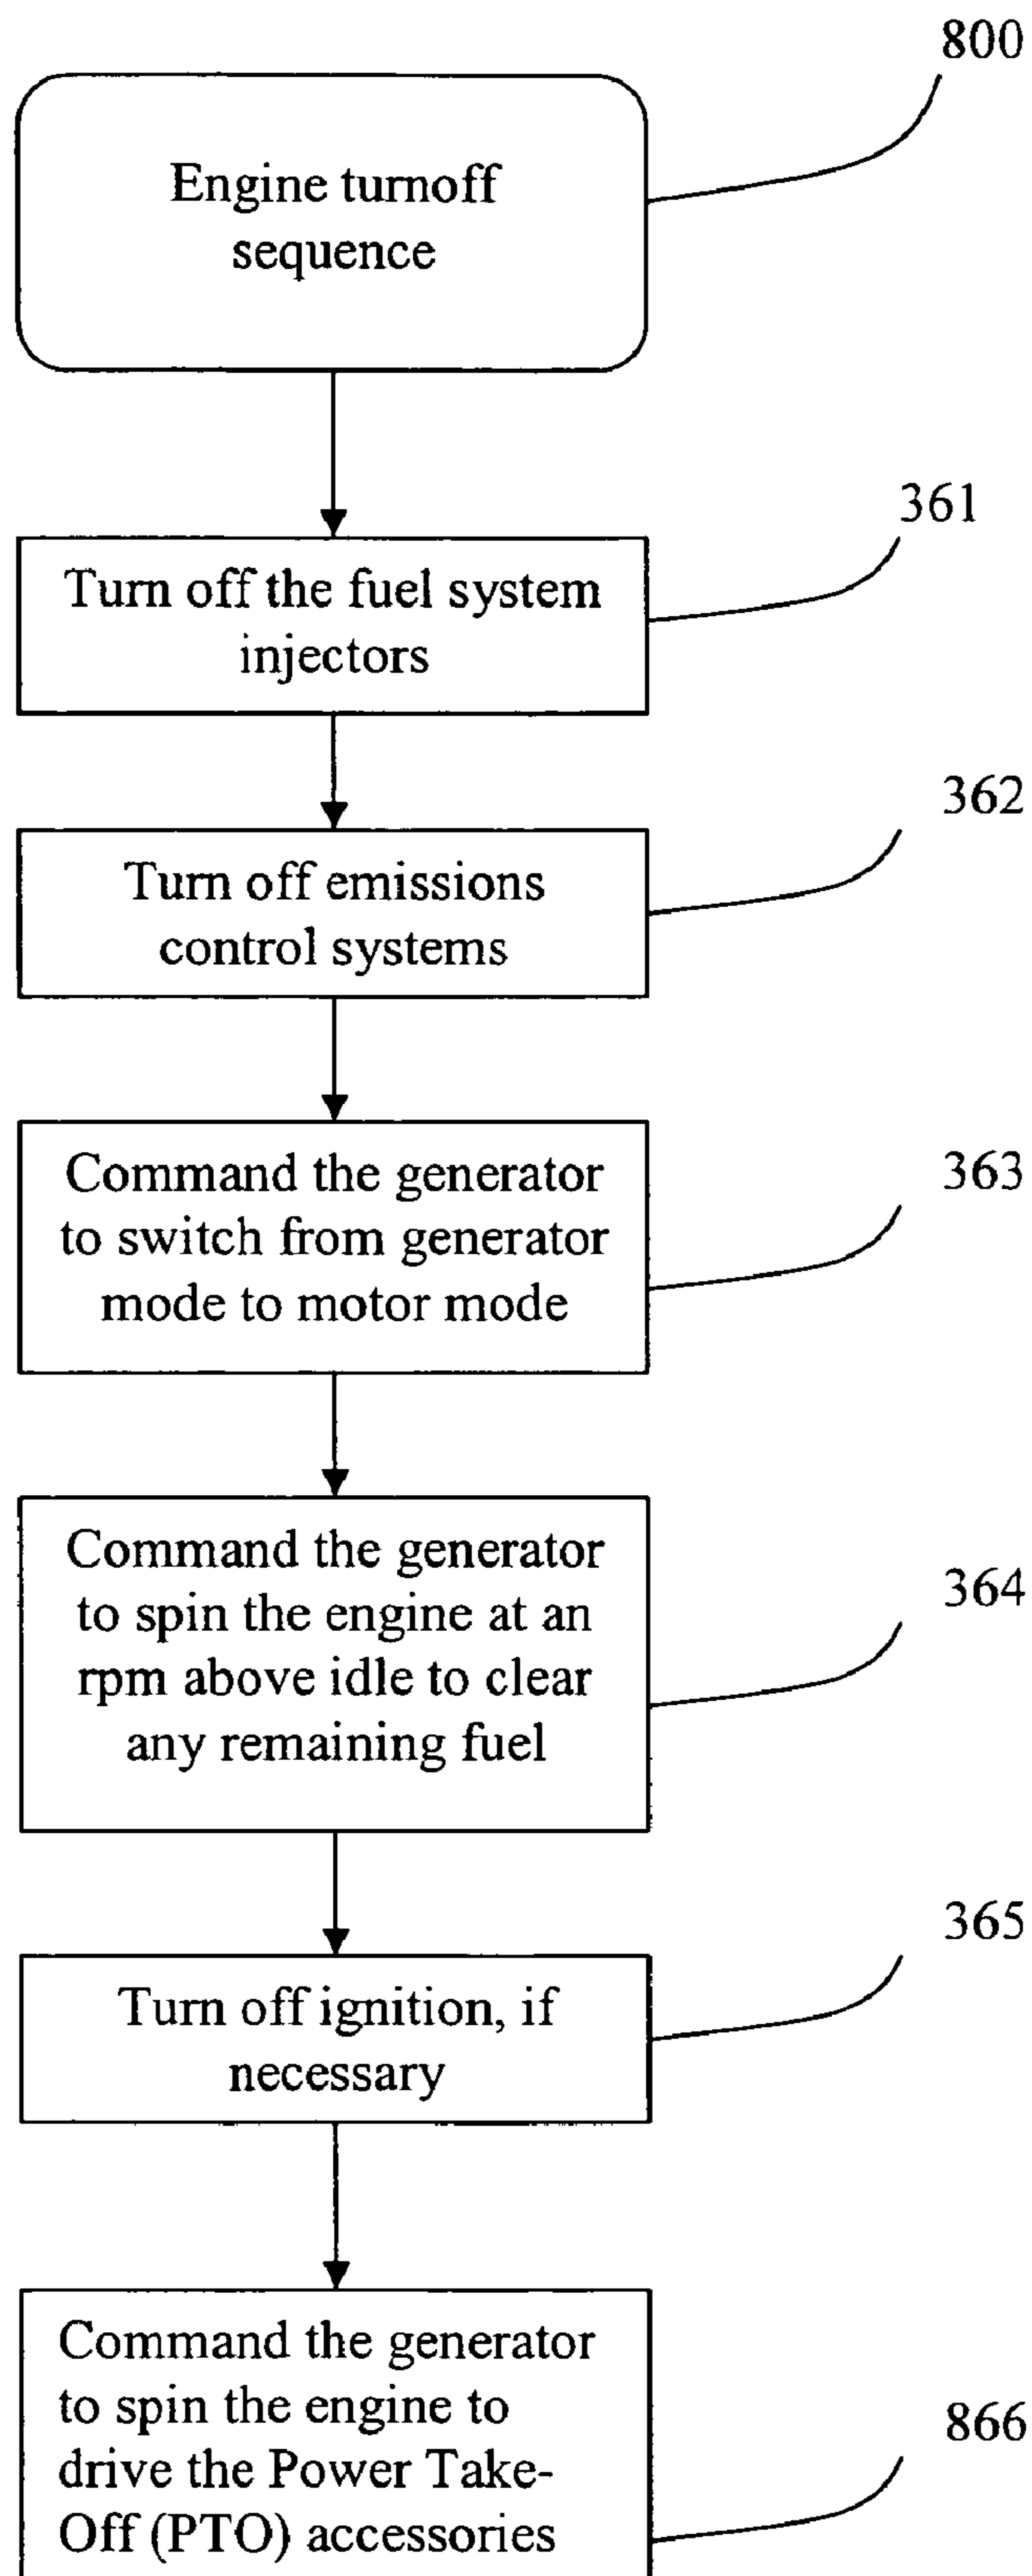 800
Engine turnoff
sequence
361
Turn off the fuel system
injectors
362
Turn off emissions
control systems
363
Command the generator
to switch from generator
mode to motor mode
364
Command the generator
to spin the engine at an
rpm above idle to clear
any remaining fuel
365
Turn off ignition, if
necessary
866
Command the generator
to spin the engine to
drive the Power Take-
Off (PTO) accessories